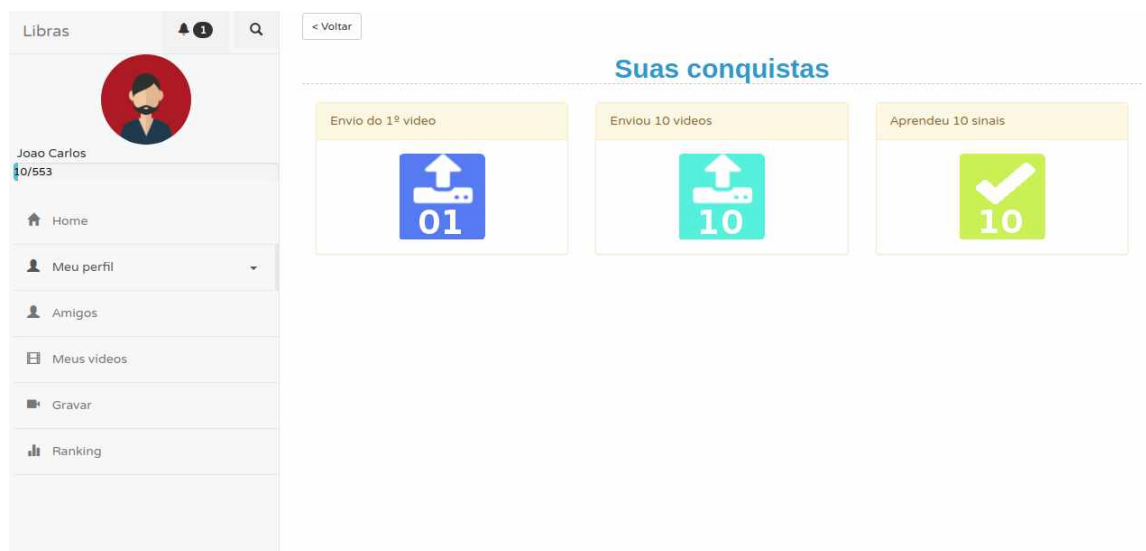 Libras
1
< Voltar
Suas conquistas
Joao Carlos
10/553
Home
Meu perfil
Amigos
Meus videos
Gravar
Ranking
Envio do 1º video
01
Enviou 10 videos
10
Aprendeu 10 sinais
10